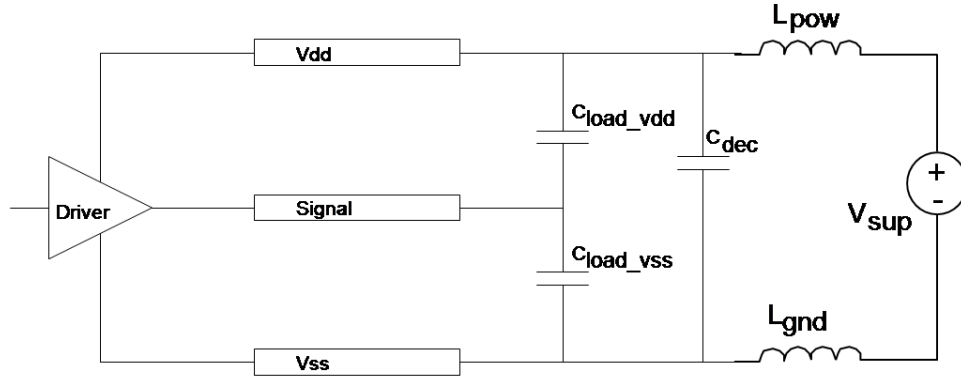 Lpow
Vdd
Cload_vdd
Cdec
+
Driver
Signal
-
Vsup
Cload_vss
Lgnd
Vss